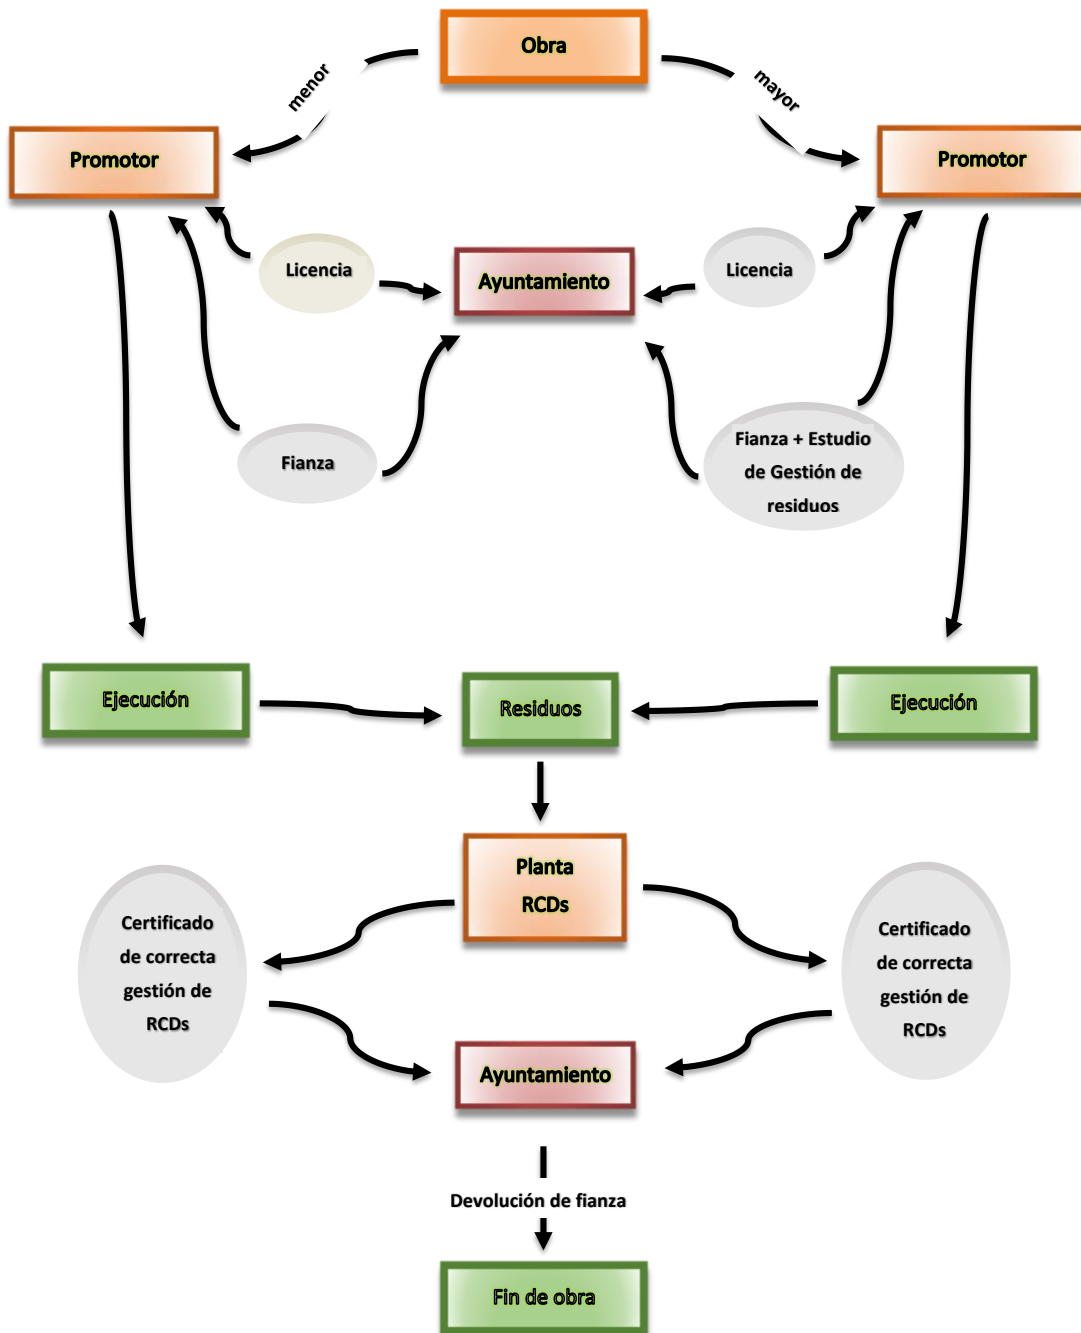 Obra
menor
mayor
Promotor
Promotor
Licencia
Ayuntamiento
Licencia
Fianza
Fianza + Estudio
de Gestión de
residuos
Ejecución
Residuos
Ejecución
Planta
RCDs
Certificado
de correcta
gestión de
RCDs
Certificado
de correcta
gestión de
RCDs
Ayuntamiento
Devolución de fianza
Fin de obra